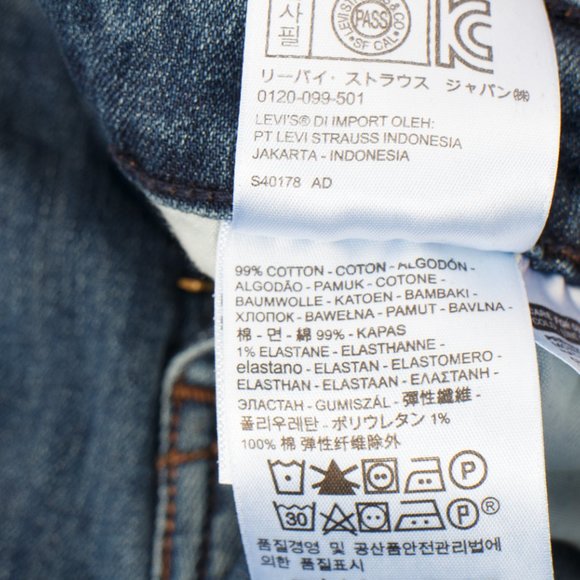 사
필
LEVI STRAUSS & CO
PASS
SF CAL
リーバイ・ストラウス ジャパン㈱
0120-099-501
LEVI'S® DI IMPORT OLEH:
PT LEVI STRAUSS INDONESIA
JAKARTA - INDONESIA
S40178 AD
99% COTTON - COTON - ALGODÓN -
ALGODÃO - PAMUK - COTONE -
BAUMWOLLE - KATOEN - BAMBAKI -
ХЛОПОК - BAWEŁNA - PAMUT - BAVLNA -
棉 - 면 - 綿 99% - KAPAS
1% ELASTANE - ELASTHANNE -
elastano - ELASTAN - ELASTOMERO -
ELASTHAN - ELASTAAN - ΕΛΑΣΤΑΝΗ -
ЭЛАСТАН - GUMISZÁL - 彈性纖維 -
폴리우레탄 - ポリウレタン 1%
100% 棉 弹性纤维除外
P
30 P ®
품질경영 및 공산품안전관리법에
의한 품질표시
CARE FOR
COLD